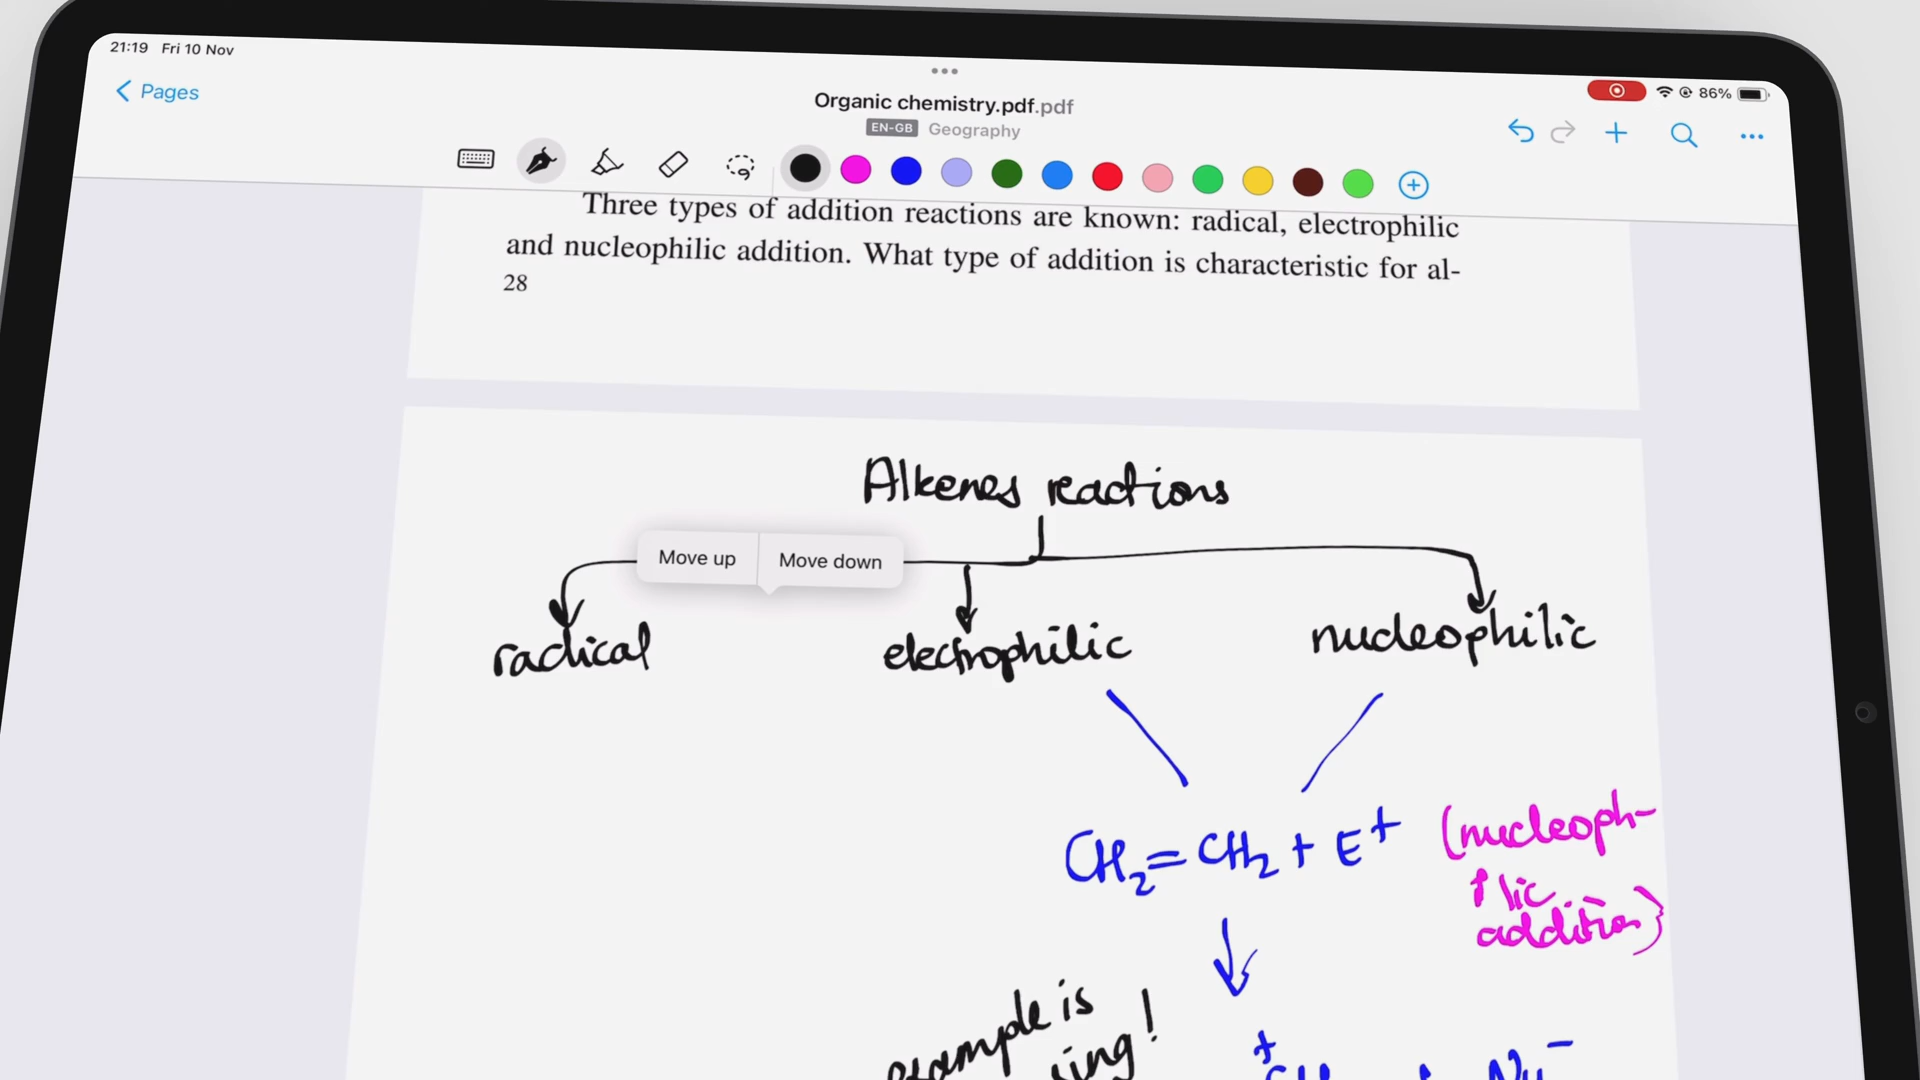 21:19 Fri 10 Nov
86%
Pages
Organic chemistry.pdf.pdf
EN-GB Geography
Three types of addition reactions are known: radical, electrophilic
and nucleophilic addition. What type of addition is characteristic for al-
28
Alkenes reactions
Move up Move down
radical electrophilic nucleophilic
CH2=CH2 + E+ (nucleoph-
ilic
addition)
example is
+
Nu-